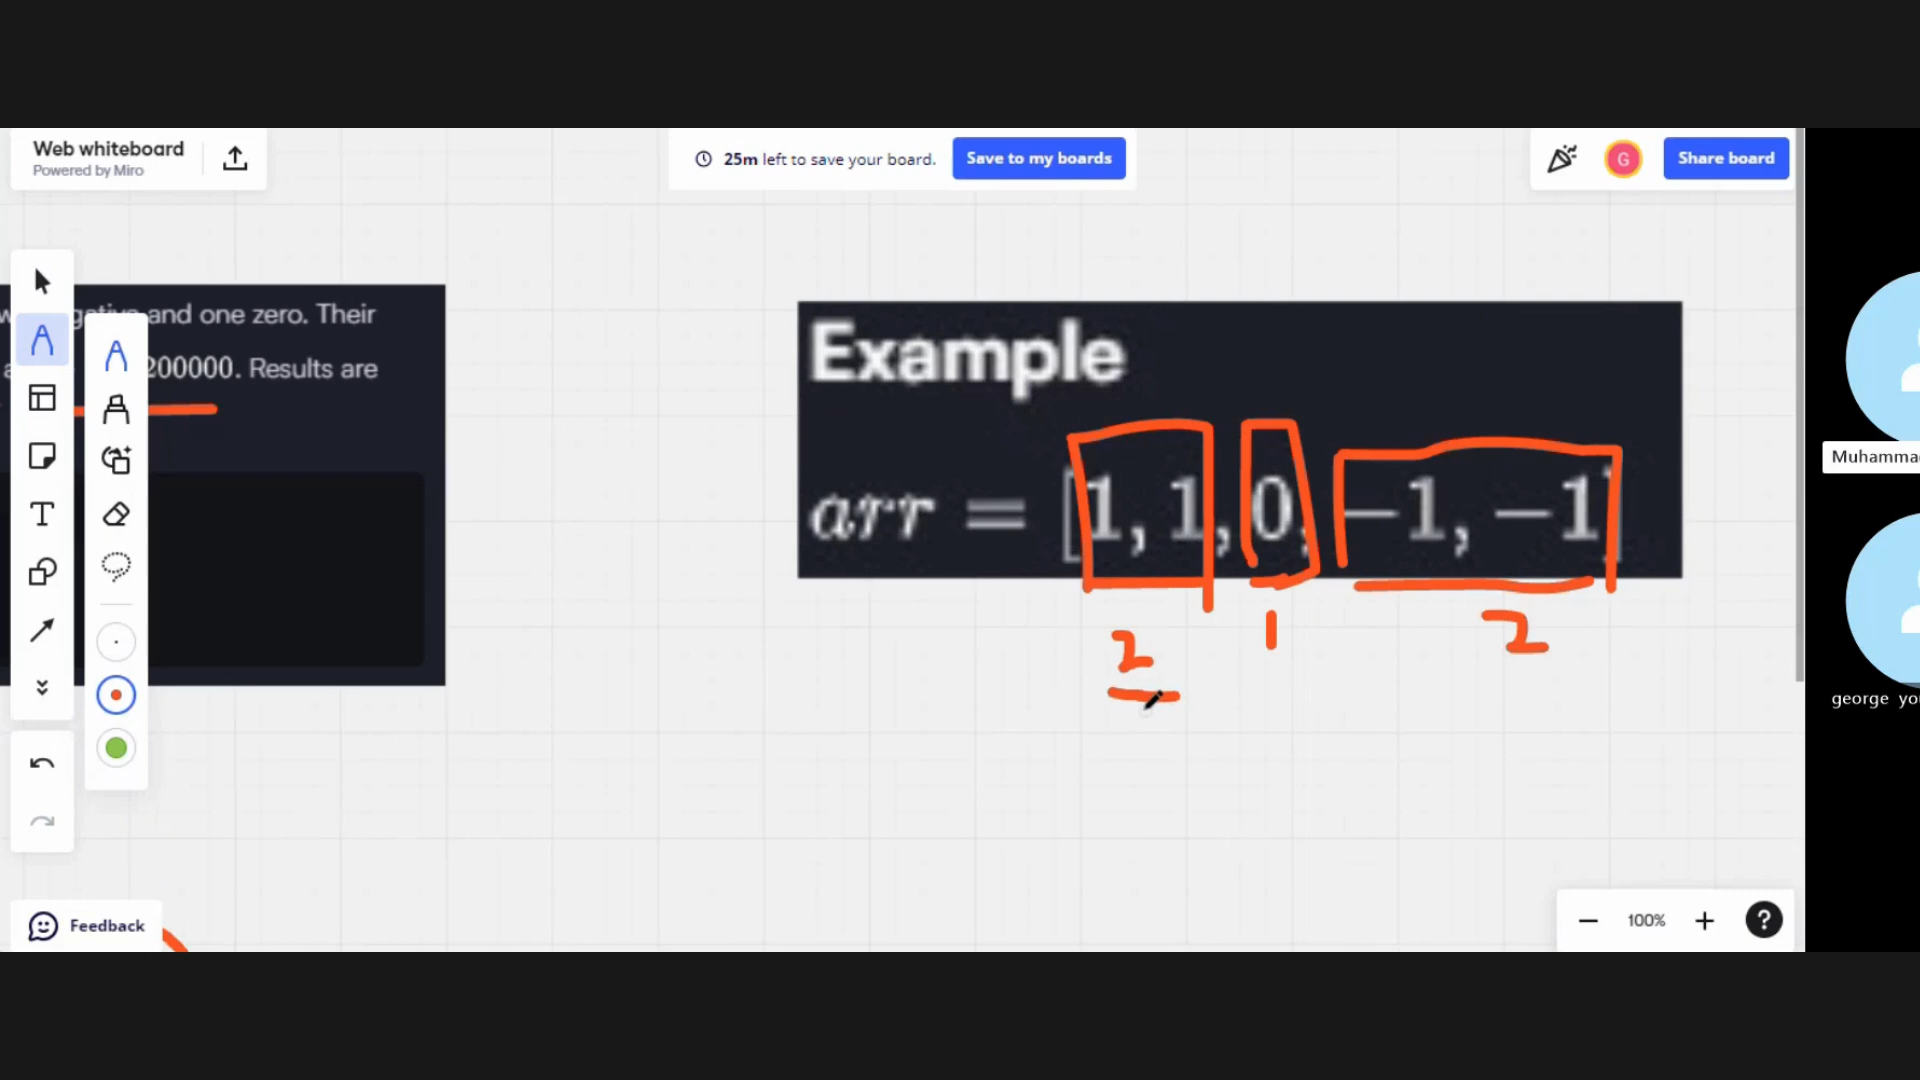 Web whiteboard
Powered by Miro
25m left to save your board.
Save to my boards
G
Share board
and one zero. Their
200000. Results are
Example
arr = [1, 1, 0, −1, −1]
2
1
2
Muhamma
george yo
Feedback
100%
?